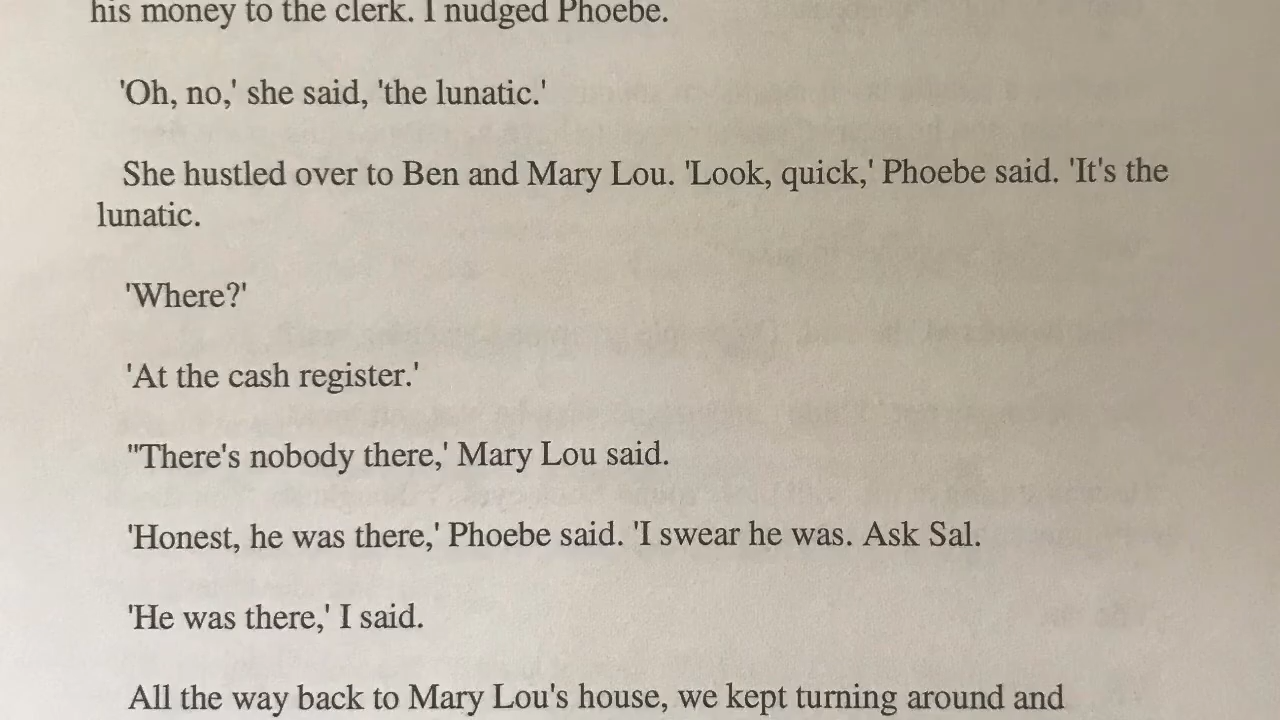 his money to the clerk. I nudged Phoebe.
'Oh, no,' she said, 'the lunatic.'
She hustled over to Ben and Mary Lou. 'Look, quick,' Phoebe said. 'It's the
lunatic.
'Where?'
'At the cash register.'
"There's nobody there,' Mary Lou said.
'Honest, he was there,' Phoebe said. 'I swear he was. Ask Sal.
'He was there,' I said.
All the way back to Mary Lou's house, we kept turning around and